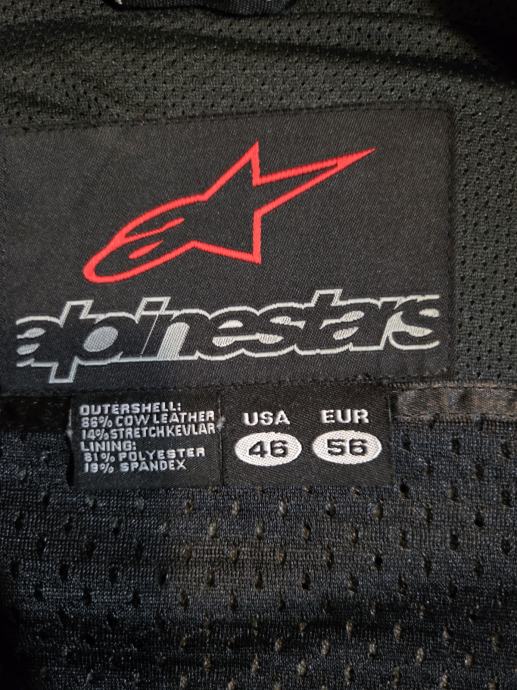 alpinestars
OUTERSHELL:
86% COW LEATHER
14% STRETCH KEVLAR
LINING:
81% POLYESTER
19% SPANDEX
USA EUR
46 56